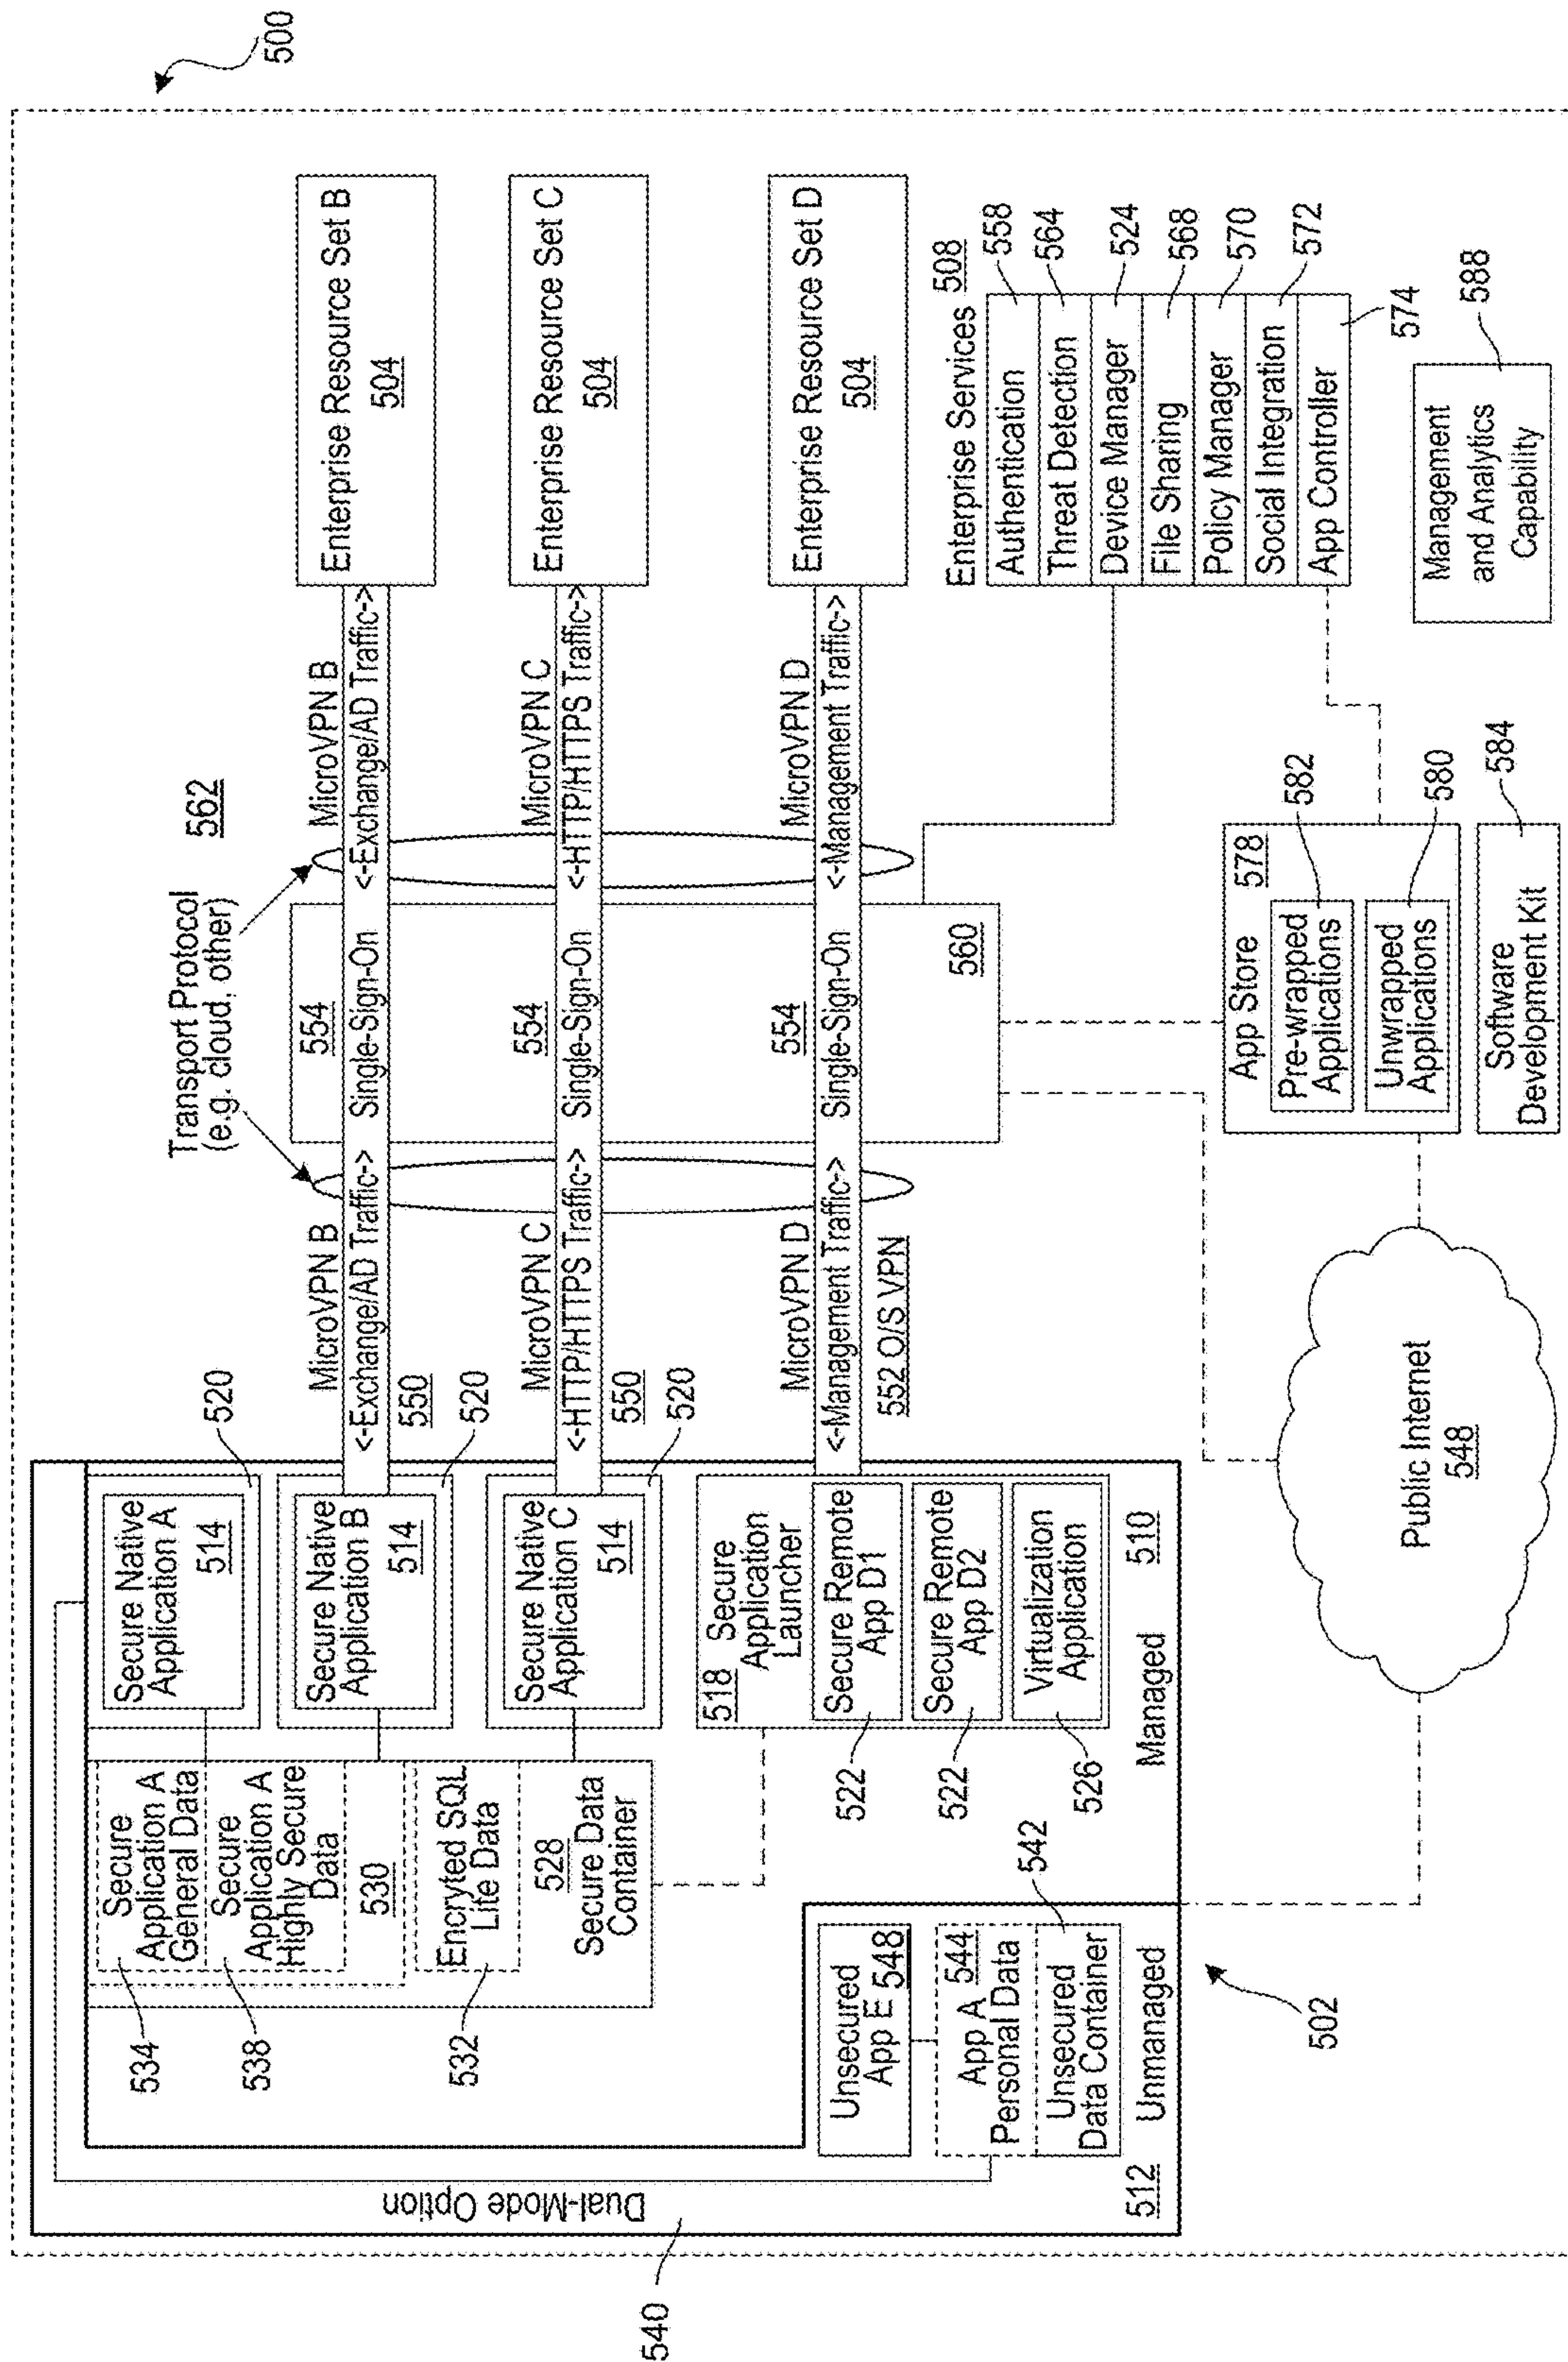 500
Dual-Mode Option
540
534
Secure
Application A
General Data
538
Secure
Application A
Highly Secure
Data
530
532
Encryted SQL
Lite Data
528
Secure Data
Container
Secure Native
Application A
514
520
Secure Native
Application B
514
520
Secure Native
Application C
514
520
518 Secure
Application
Launcher
Secure Remote
App D1
522
Secure Remote
App D2
522
Virtualization
Application
526
Managed
510
Unsecured
App E 548
App A 544
Personal Data
Unsecured
Data Container
542
512
Unmanaged
502
MicroVPN B
<-Exchange/AD Traffic->
550
MicroVPN C
<-HTTP/HTTPS Traffic->
550
MicroVPN D
<-Management Traffic->
552 O/S VPN
Transport Protocol
(e.g. cloud, other)
562
554
Single-Sign-On
554
Single-Sign-On
554
Single-Sign-On
560
MicroVPN B
<-Exchange/AD Traffic->
MicroVPN C
<-HTTP/HTTPS Traffic->
MicroVPN D
<-Management Traffic->
Enterprise Resource Set B
504
Enterprise Resource Set C
504
Enterprise Resource Set D
504
Enterprise Services 508
Authentication
558
Threat Detection
564
Device Manager
524
File Sharing
568
Policy Manager
570
Social Integration
572
App Controller
574
Public Internet
548
App Store 578
Pre-wrapped
Applications
582
Unwrapped
Applications
580
Software
Development Kit
584
Management
and Analytics
Capability
588